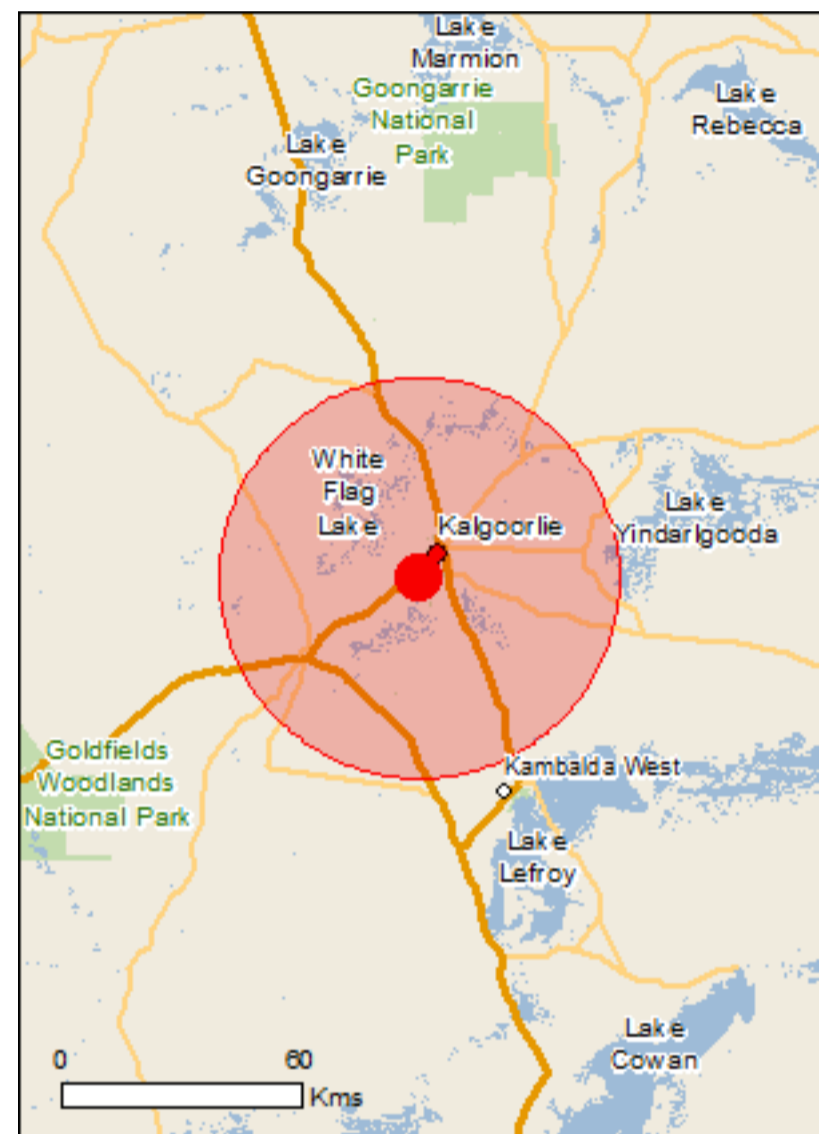 Lake
Marmion
Goongarrie
National
Park
Lake
Rebecca
Lake
Goongarrie
White
Flag
Lake
Kalgoorlie
Lake
Yindarlgooda
Goldfields
Woodlands
National Park
Kambalda West
Lake
Lefroy
Lake
Cowan
0 60
Kms